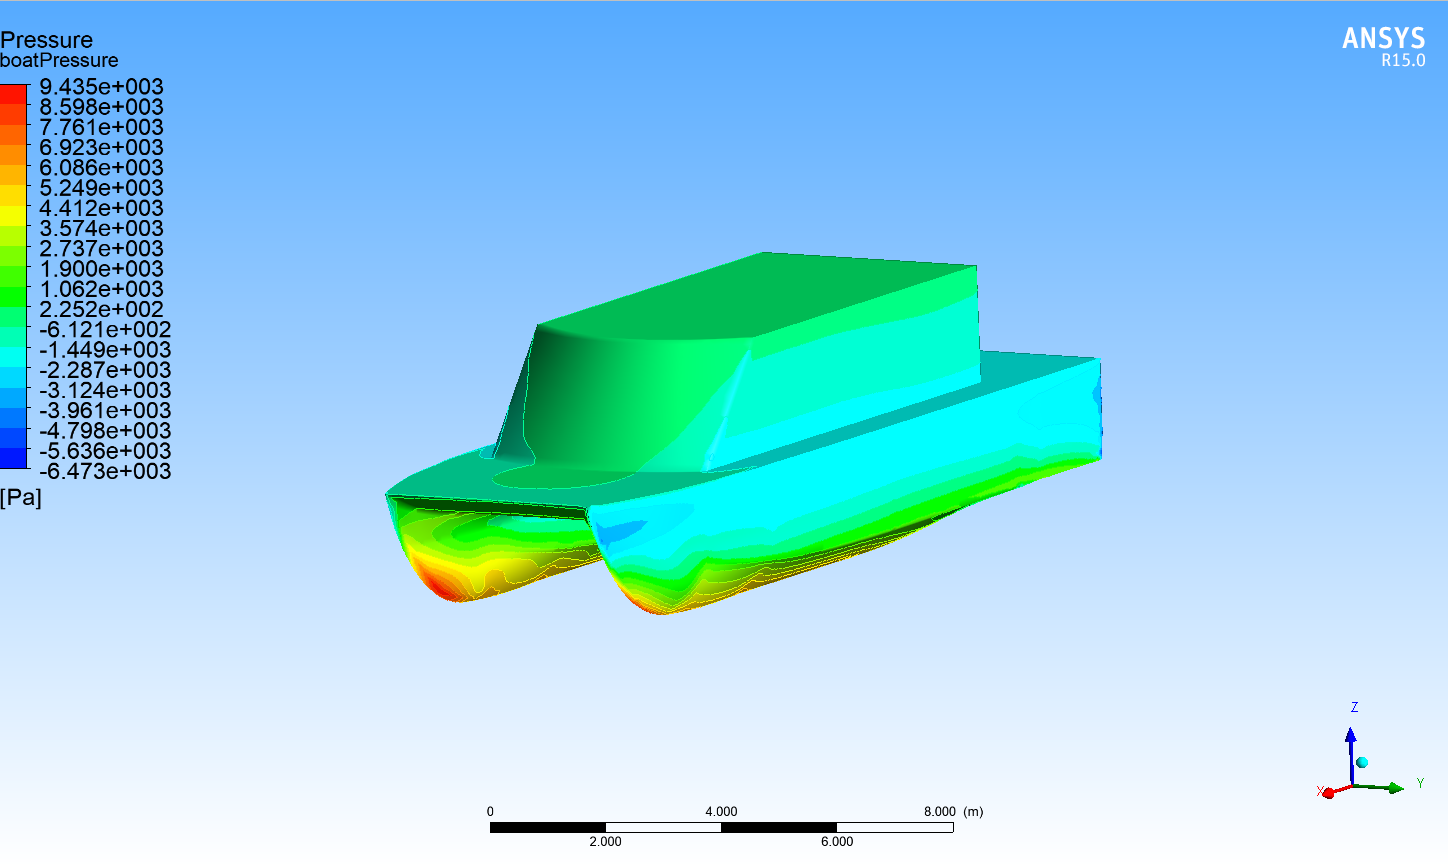 Pressure
boatPressure
9.435e+003
8.598e+003
7.761e+003
6.923e+003
6.086e+003
5.249e+003
4.412e+003
3.574e+003
2.737e+003
1.900e+003
1.062e+003
2.252e+002
-6.121e+002
-1.449e+003
-2.287e+003
-3.124e+003
-3.961e+003
-4.798e+003
-5.636e+003
-6.473e+003
[Pa]
ANSYS
R15.0
Z
X
Y
0 4.000 8.000 (m)
2.000 6.000